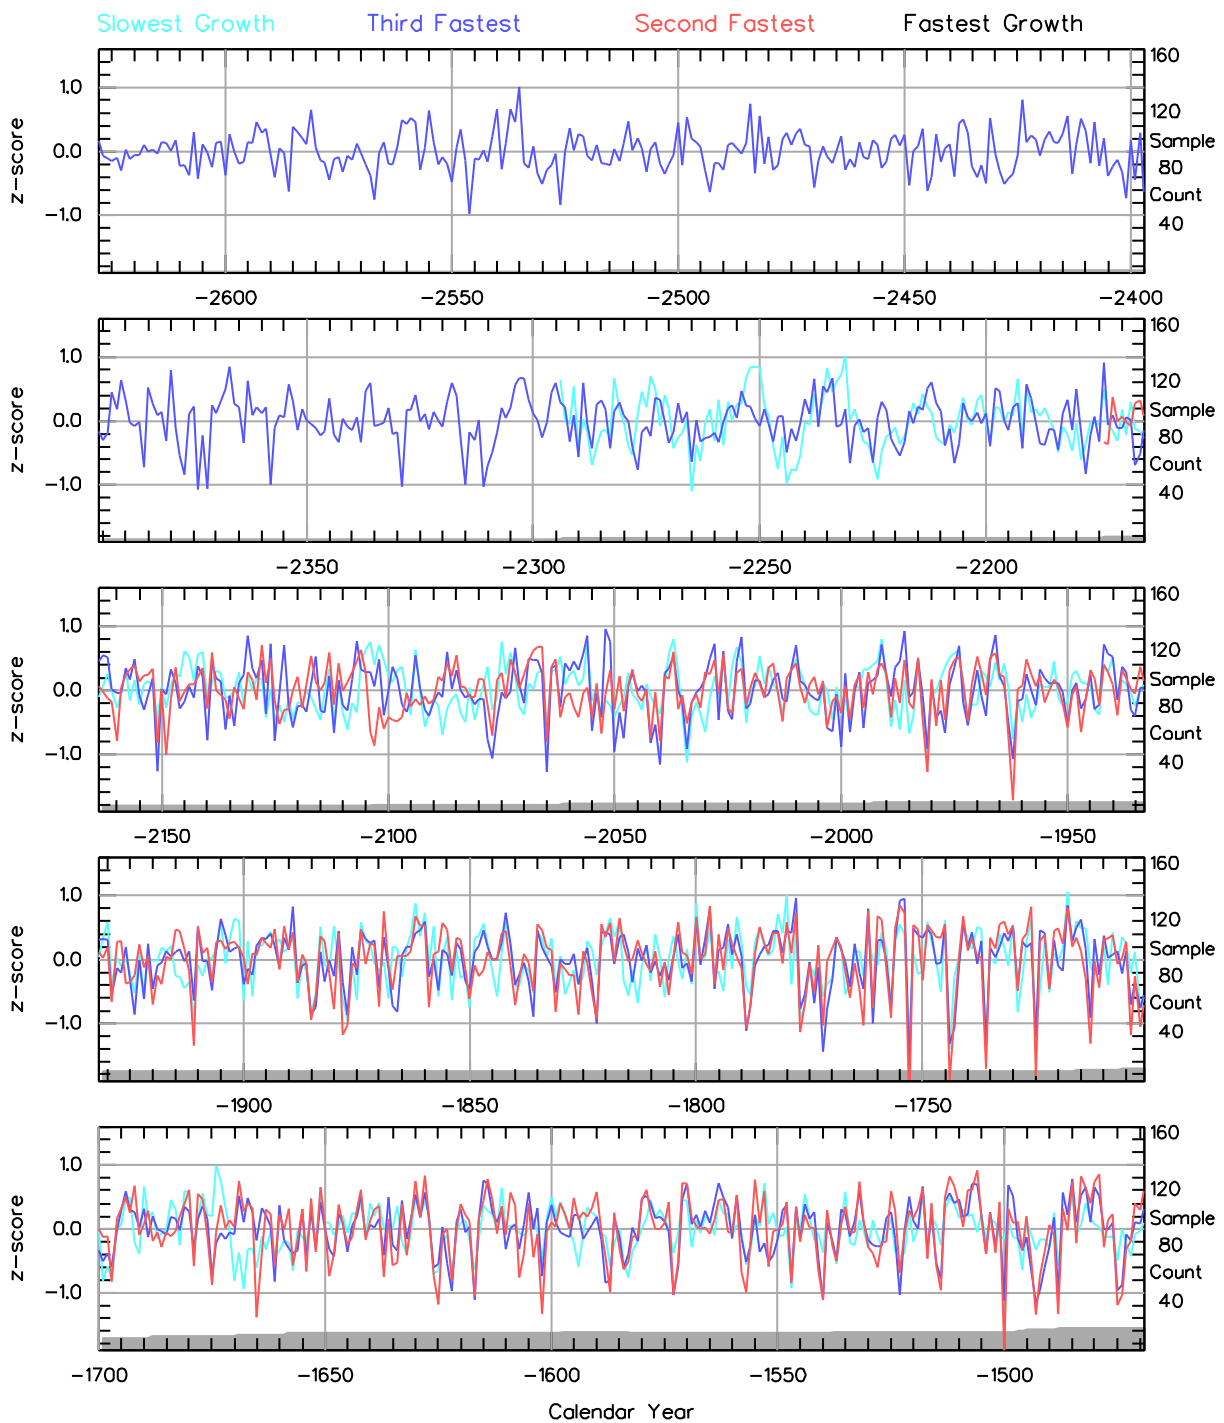 Slowest Growth Third Fastest Second Fastest Fastest Growth
160
1.0
120
0.0 Sample
80
Count
-1.0
40
z-score
-2600 -2550 -2500 -2450 -2400
160
1.0
120
0.0 Sample
80
Count
-1.0
40
z-score
-2350 -2300 -2250 -2200
160
1.0
120
0.0 Sample
80
Count
-1.0
40
z-score
-2150 -2100 -2050 -2000 -1950
160
1.0
120
0.0 Sample
80
Count
-1.0
40
z-score
-1900 -1850 -1800 -1750
160
1.0
120
0.0 Sample
80
Count
-1.0
40
z-score
-1700 -1650 -1600 -1550 -1500
Calendar Year